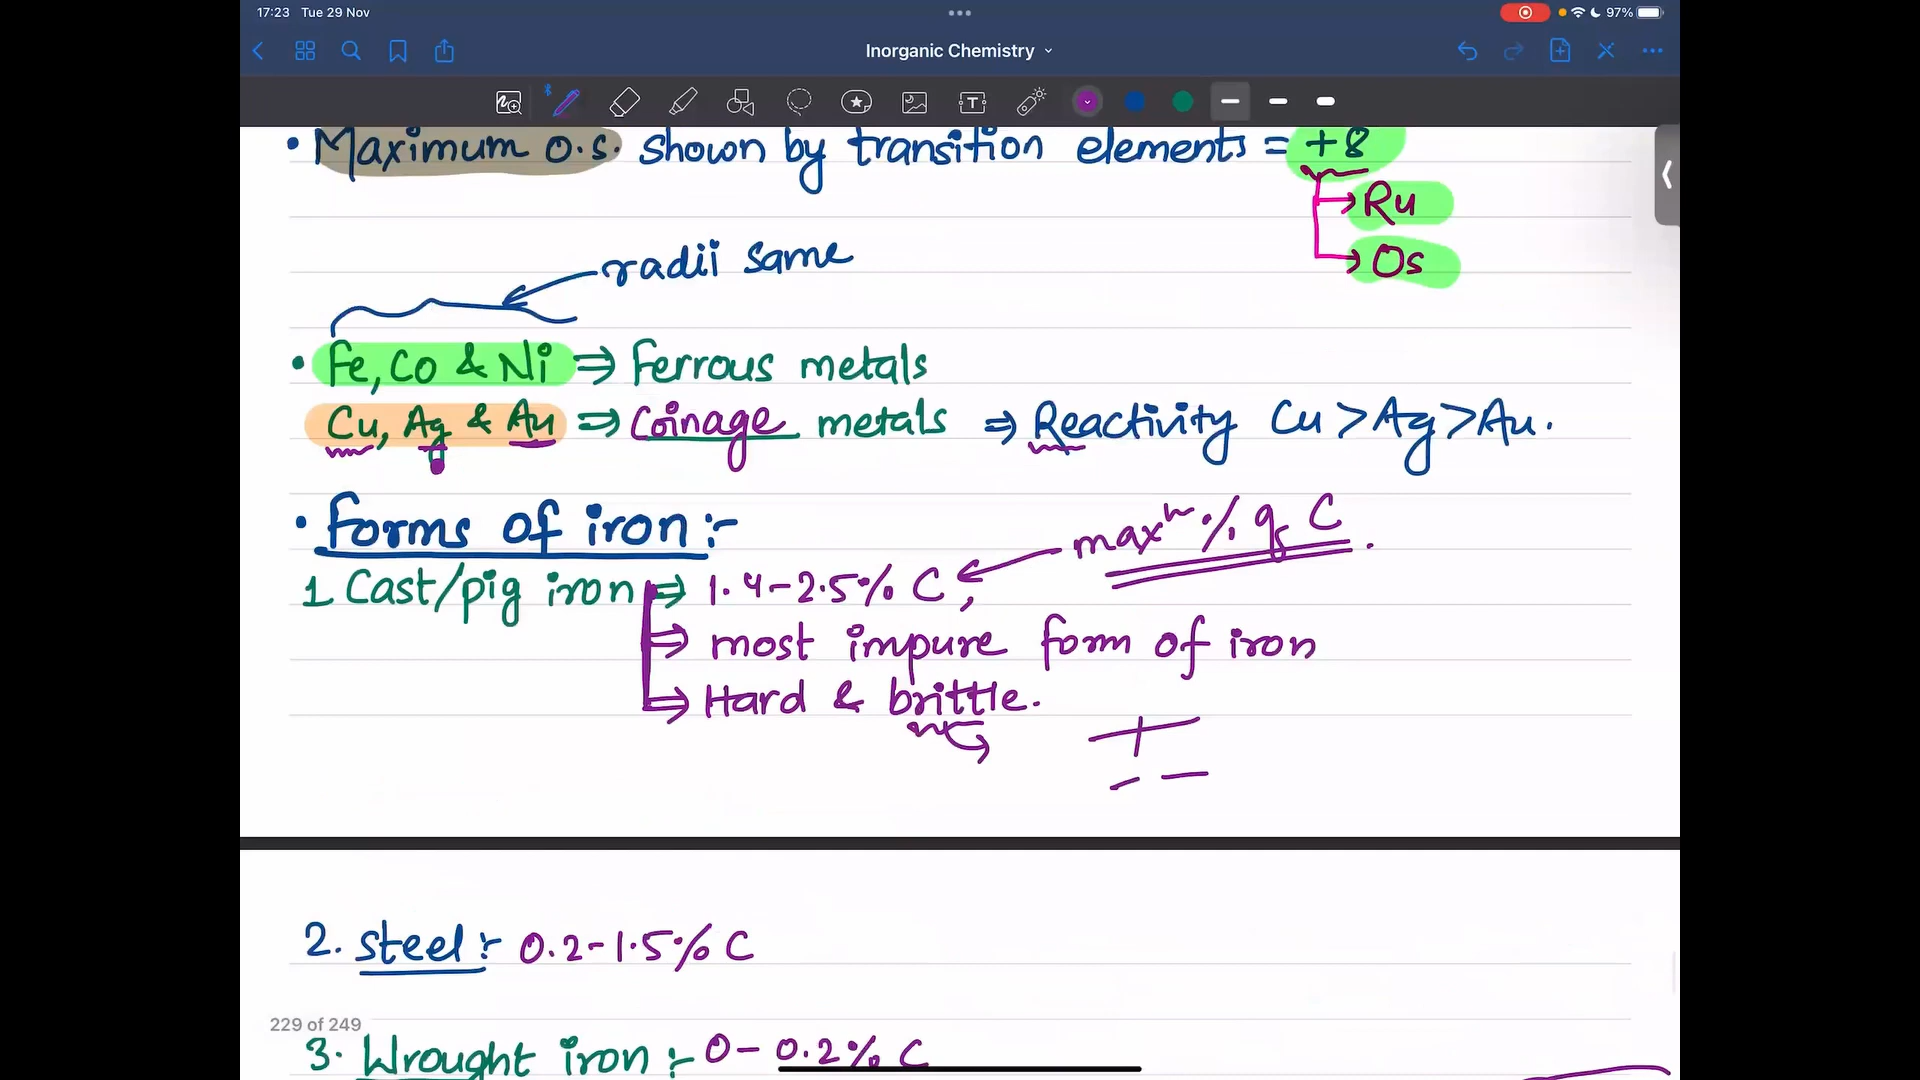 17:23 Tue 29 Nov
97%
Inorganic Chemistry
• Maximum o.s. shown by transition elements = +8
→ Ru
→ Os
radii same
• Fe, Co & Ni ⇒ Ferrous metals
Cu, Ag & Au ⇒ Coinage metals ⇒ Reactivity Cu > Ag > Au.
• Forms of iron :-
maxm % of C.
1 Cast/pig iron ⇒ 1.4-2.5% C,
⇒ most impure form of iron
⇒ Hard & brittle.
2. Steel :- 0.2-1.5% C
229 of 249
3. Wrought iron :- 0 - 0.2% C